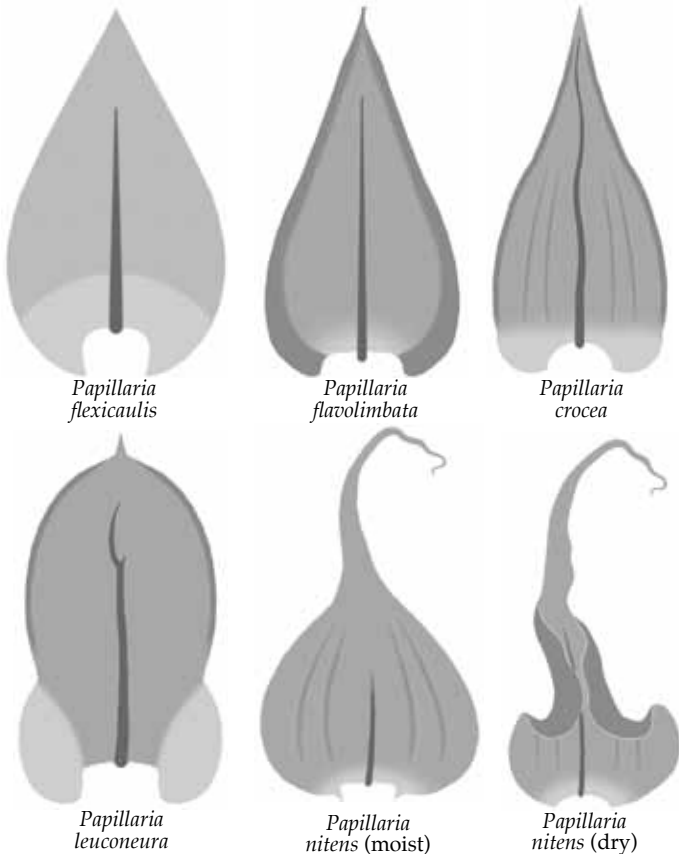 Papillaria
flexicaulis
Papillaria
flavolimbata
Papillaria
crocea
Papillaria
leuconeura
Papillaria
nitens (moist)
Papillaria
nitens (dry)